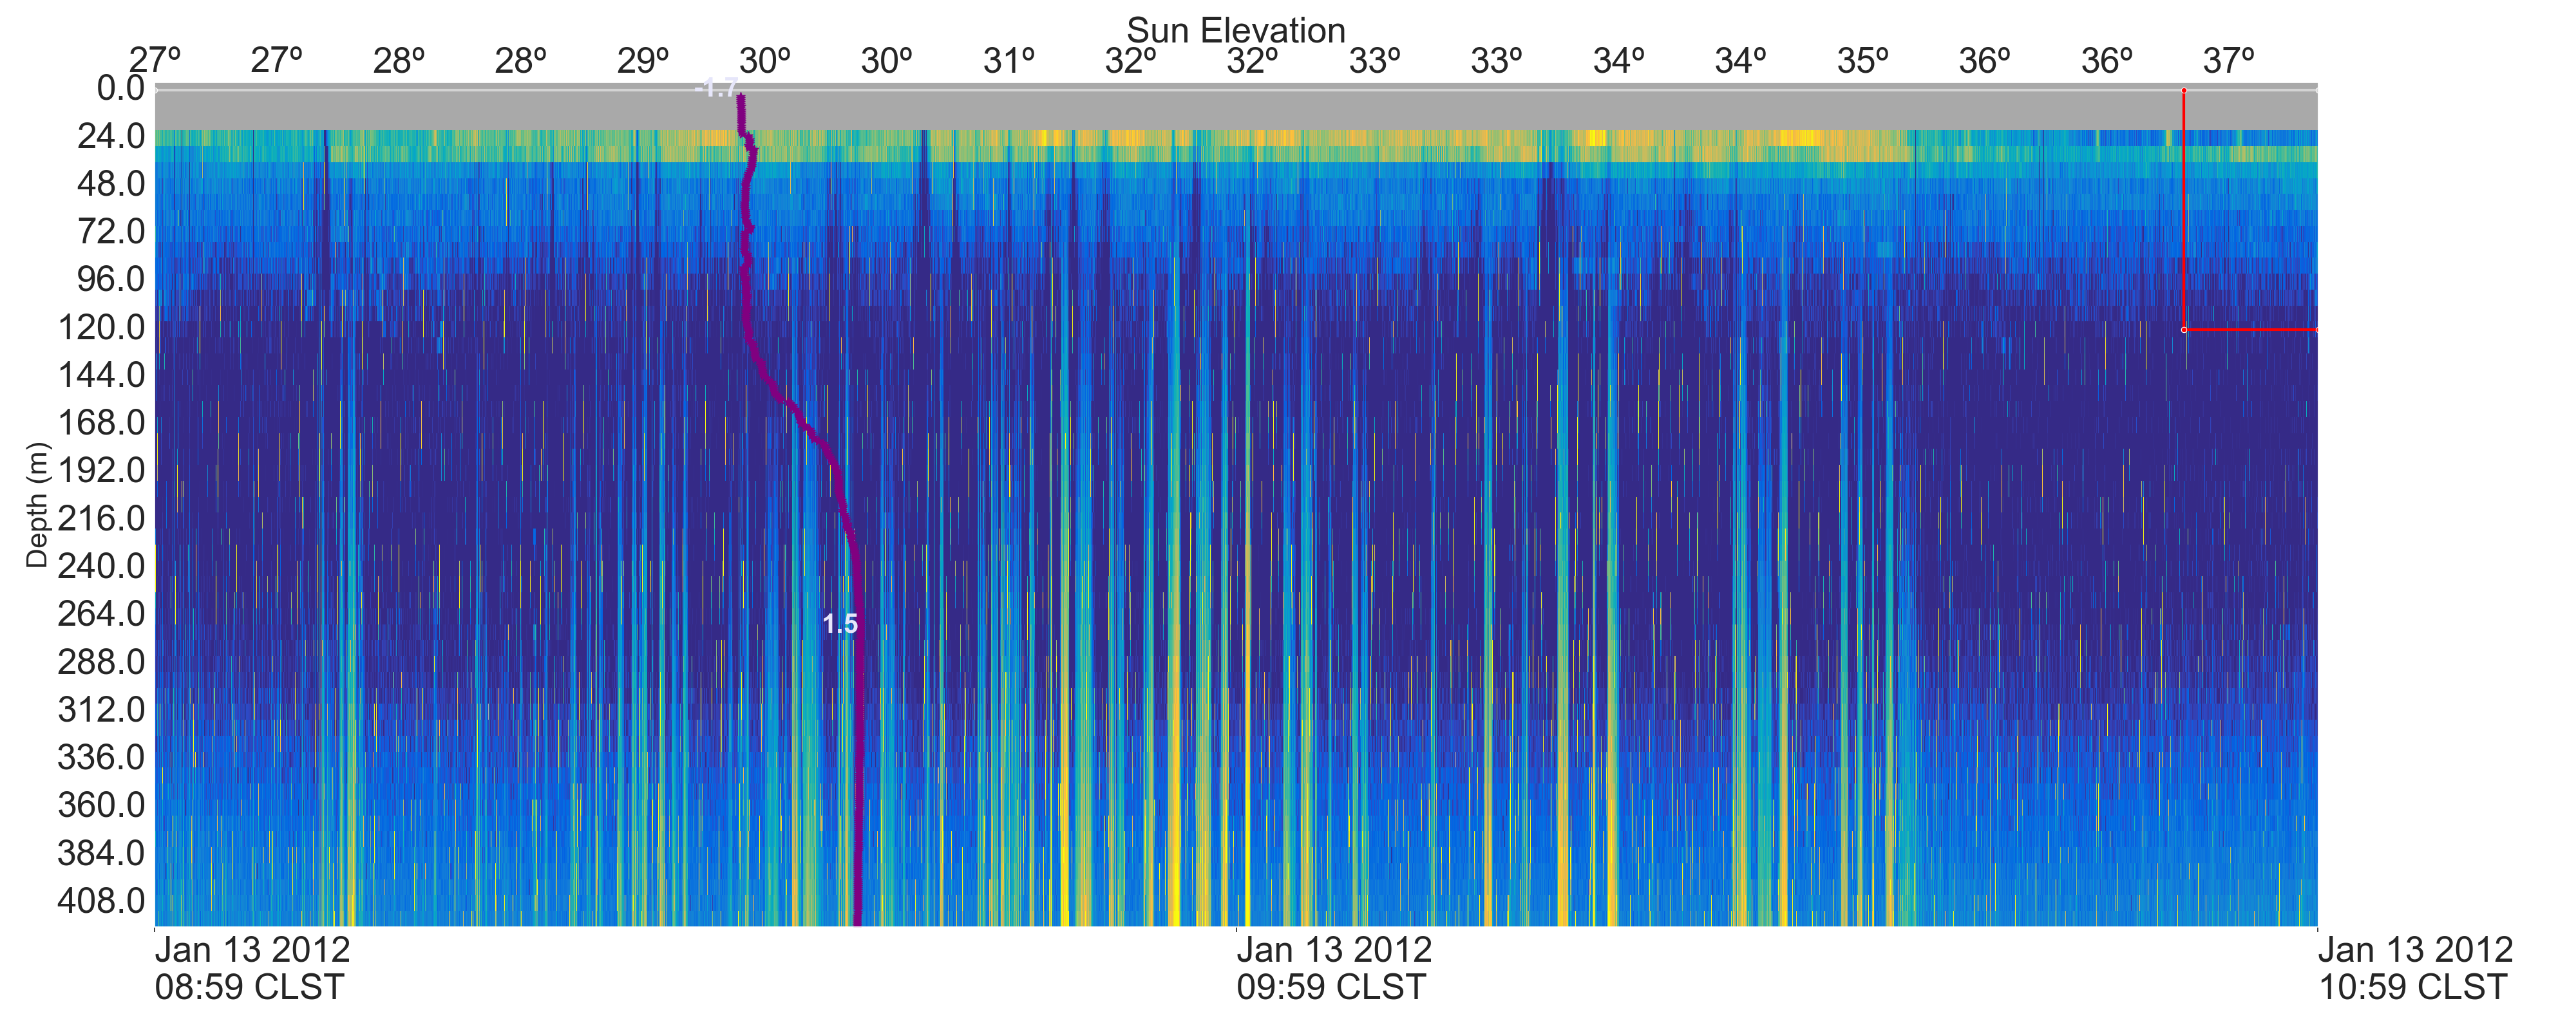 Sun Elevation
27º 27º 28º 28º 29º 30º 30º 31º 32º 32º 33º 33º 34º 34º 35º 36º 36º 37º
-1.7
0.0
24.0
48.0
72.0
96.0
120.0
144.0
168.0
192.0
216.0
240.0
264.0
288.0
312.0
336.0
360.0
384.0
408.0
Depth (m)
1.5
Jan 13 2012
08:59 CLST
Jan 13 2012
09:59 CLST
Jan 13 2012
10:59 CLST